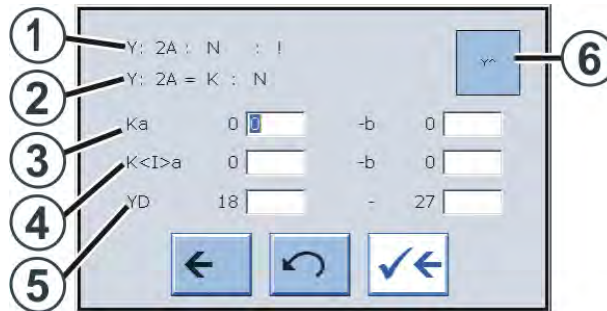 1 Y: 2A : N : !
2 Y: 2A = K : N
6 Y^
3 Ka 0 0 -b 0
4 K<I>a 0 -b 0
5 YD 18 - 27